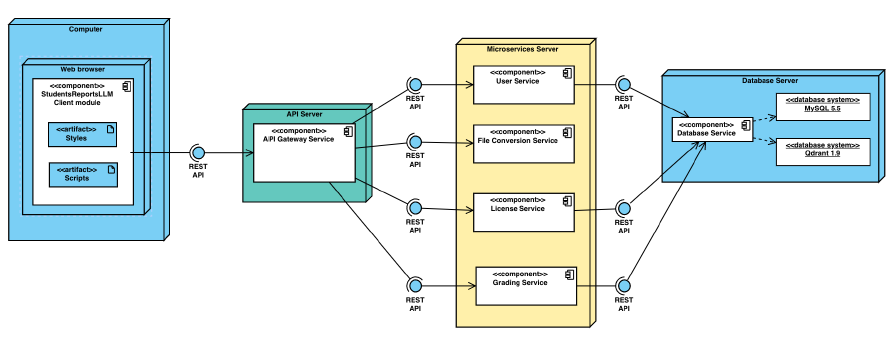 Computer
Web browser
<<component>>
StudentsReportsLLM
Client module
<<artifact>>
Styles
<<artifact>>
Scripts
REST
API
API Server
<<component>>
API Gateway Service
REST
API
REST
API
REST
API
REST
API
Microservices Server
<<component>>
User Service
<<component>>
File Conversion Service
<<component>>
License Service
<<component>>
Grading Service
REST
API
REST
API
REST
API
Database Server
<<component>>
Database Service
<<database system>>
MySQL 5.5
<<database system>>
Qdrant 1.9